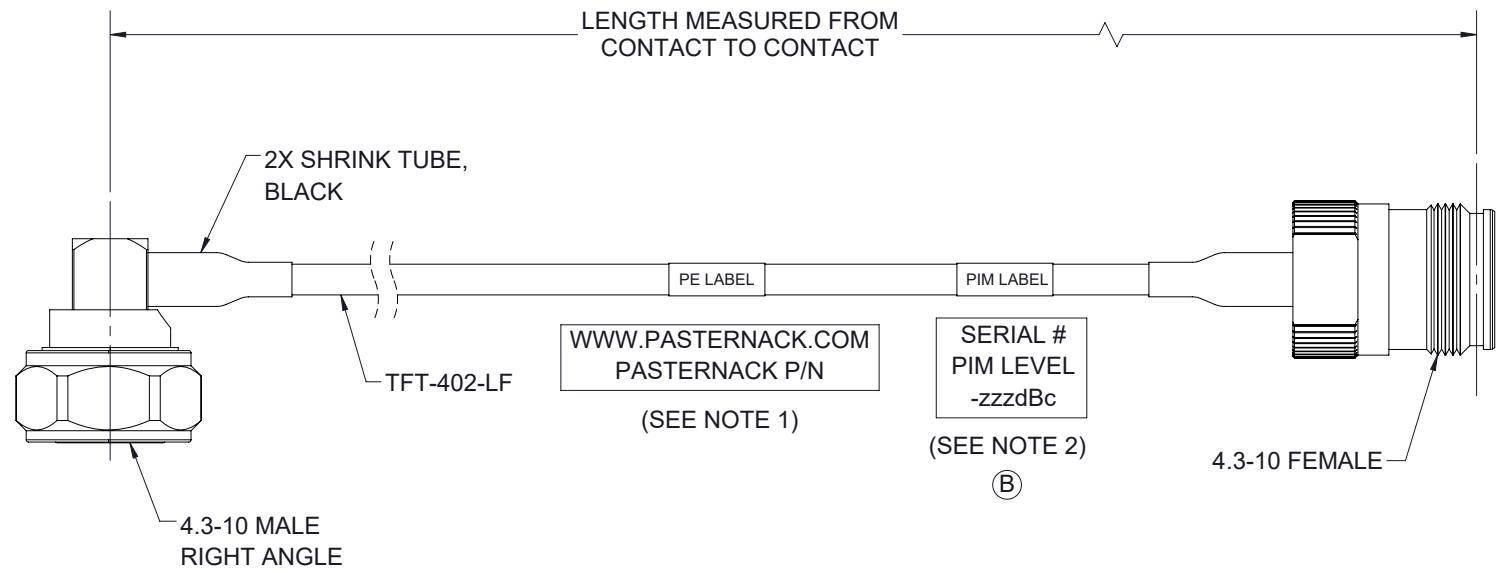 LENGTH MEASURED FROM
CONTACT TO CONTACT
2X SHRINK TUBE,
BLACK
PE LABEL
PIM LABEL
WWW.PASTERNACK.COM
PASTERNACK P/N
(SEE NOTE 1)
SERIAL #
PIM LEVEL
-zzzdBc
(SEE NOTE 2)
B
TFT-402-LF
4.3-10 FEMALE
4.3-10 MALE
RIGHT ANGLE